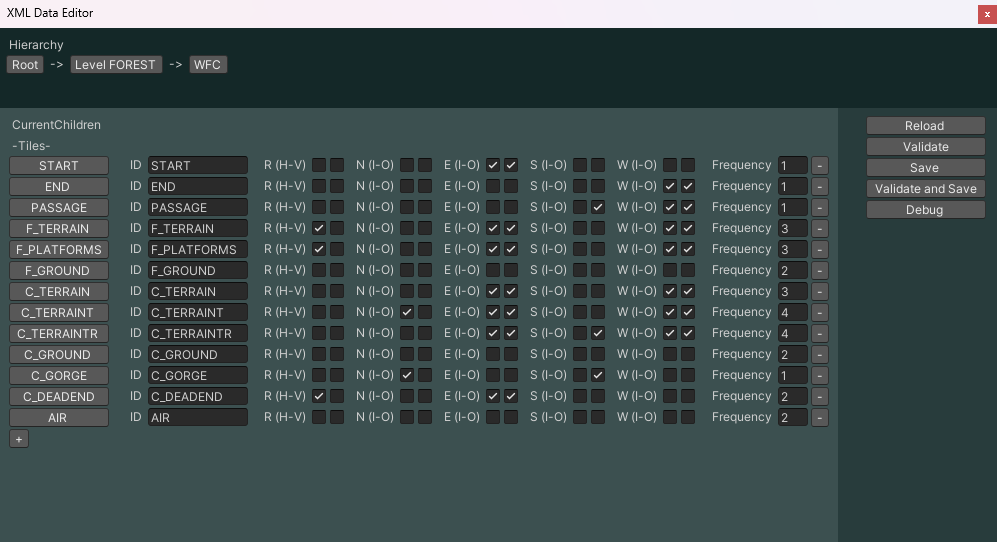 XML Data Editor x
Hierarchy
Root -> Level FOREST -> WFC
CurrentChildren
Reload
-Tiles-
Validate
START ID START R (H-V) N (I-O) E (I-O) S (I-O) W (I-O) Frequency 1 -
Save
END ID END R (H-V) N (I-O) E (I-O) S (I-O) W (I-O) Frequency 1 -
Validate and Save
PASSAGE ID PASSAGE R (H-V) N (I-O) E (I-O) S (I-O) W (I-O) Frequency 1 -
Debug
F_TERRAIN ID F_TERRAIN R (H-V) N (I-O) E (I-O) S (I-O) W (I-O) Frequency 3 -
F_PLATFORMS ID F_PLATFORMS R (H-V) N (I-O) E (I-O) S (I-O) W (I-O) Frequency 3 -
F_GROUND ID F_GROUND R (H-V) N (I-O) E (I-O) S (I-O) W (I-O) Frequency 2 -
C_TERRAIN ID C_TERRAIN R (H-V) N (I-O) E (I-O) S (I-O) W (I-O) Frequency 3 -
C_TERRAINT ID C_TERRAINT R (H-V) N (I-O) E (I-O) S (I-O) W (I-O) Frequency 4 -
C_TERRAINTR ID C_TERRAINTR R (H-V) N (I-O) E (I-O) S (I-O) W (I-O) Frequency 4 -
C_GROUND ID C_GROUND R (H-V) N (I-O) E (I-O) S (I-O) W (I-O) Frequency 2 -
C_GORGE ID C_GORGE R (H-V) N (I-O) E (I-O) S (I-O) W (I-O) Frequency 1 -
C_DEADEND ID C_DEADEND R (H-V) N (I-O) E (I-O) S (I-O) W (I-O) Frequency 2 -
AIR ID AIR R (H-V) N (I-O) E (I-O) S (I-O) W (I-O) Frequency 2 -
+